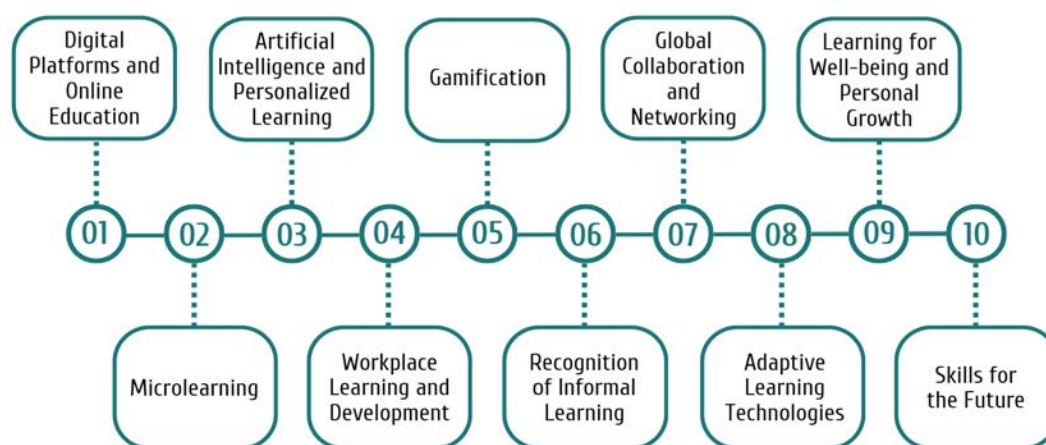 Digital
Platforms and
Online
Education
Artificial
Intelligence and
Personalized
Learning
Gamification
Global
Collaboration
and
Networking
Learning for
Well-being and
Personal
Growth
01
02
03
04
05
06
07
08
09
10
Microlearning
Workplace
Learning and
Development
Recognition
of Informal
Learning
Adaptive
Learning
Technologies
Skills for
the Future